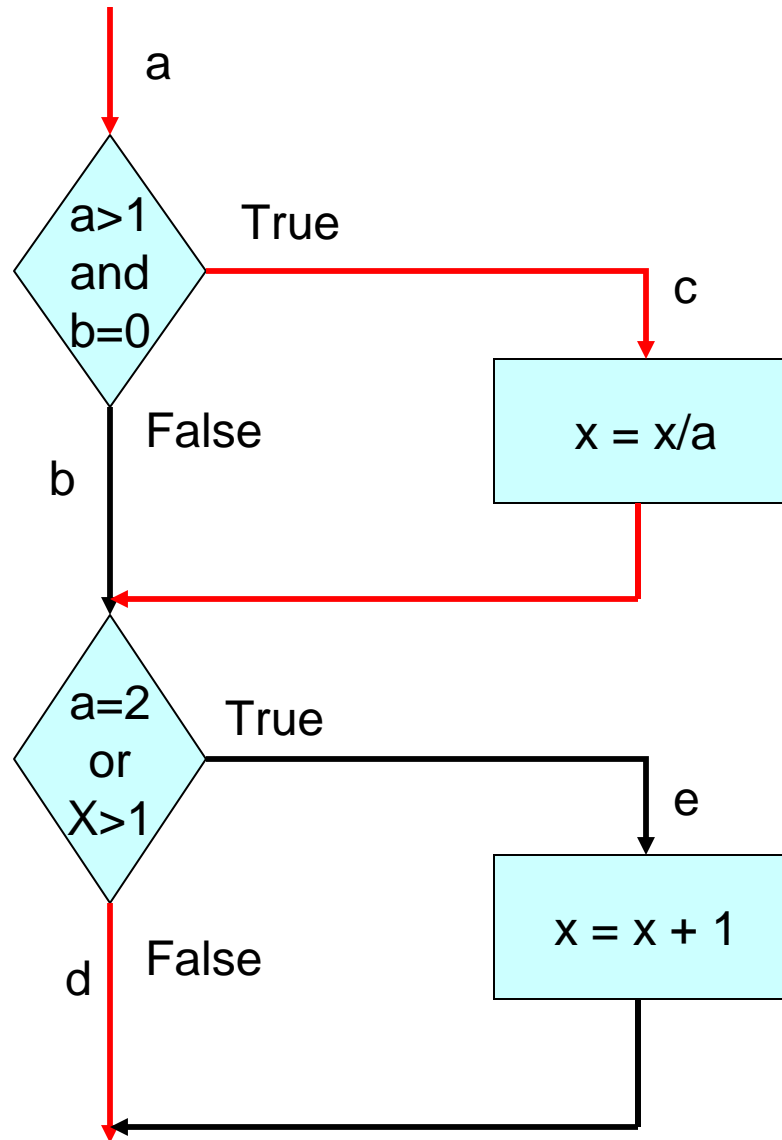 a
a>1
and
b=0
True
c
x = x/a
False
b
a=2
or
X>1
True
e
x = x + 1
False
d